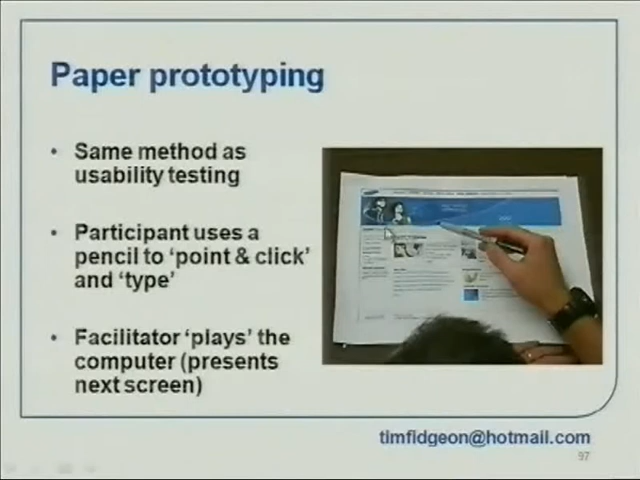 Paper prototyping
• Same method as
usability testing
• Participant uses a
pencil to ‘point & click’
and ‘type’
• Facilitator ‘plays’ the
computer (presents
next screen)
timfidgeon@hotmail.com
97